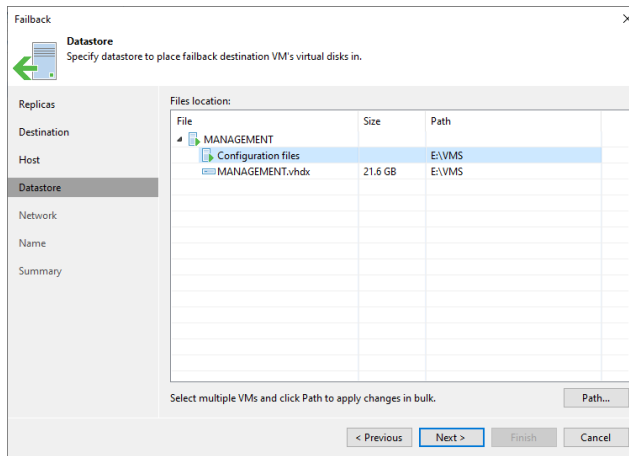 Failback
Datastore
Specify datastore to place failback destination VM's virtual disks in.
Replicas
Destination
Host
Datastore
Network
Name
Summary
Files location:
File Size Path
MANAGEMENT
Configuration files E:\VMS
MANAGEMENT.vhdx 21.6 GB E:\VMS
Select multiple VMs and click Path to apply changes in bulk.
Path...
< Previous Next > Finish Cancel